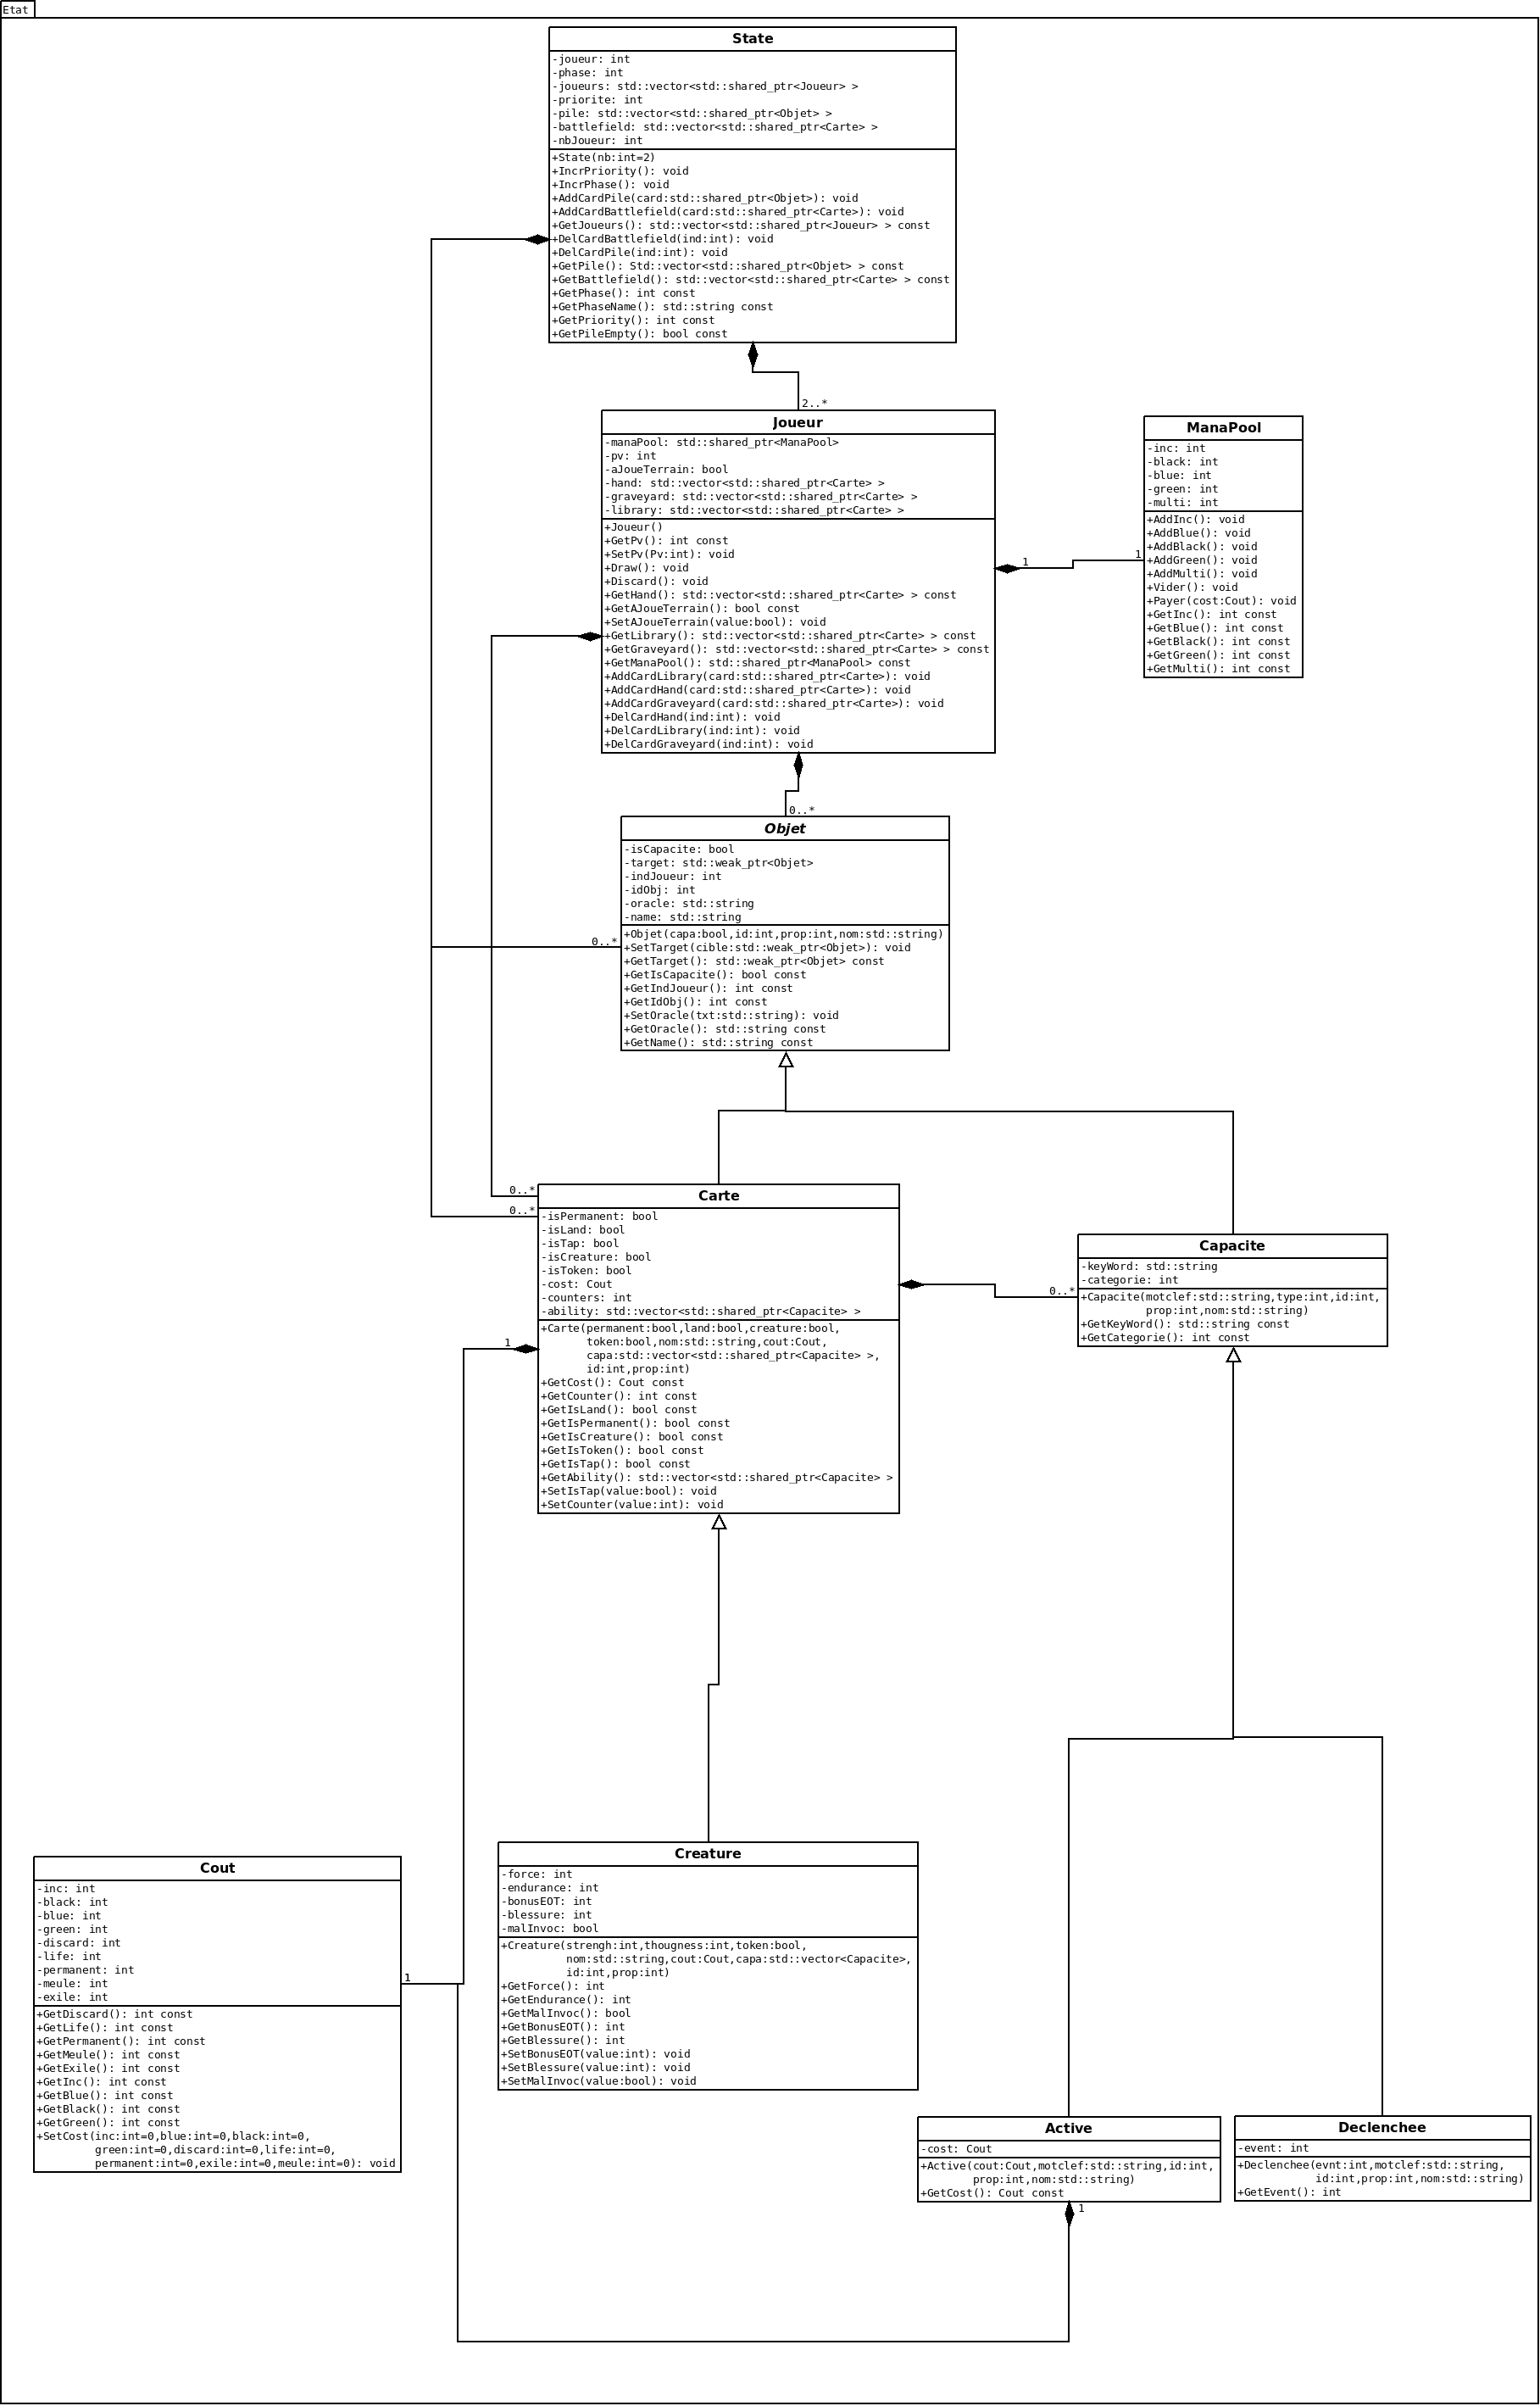 Etat
State
-joueur: int
-phase: int
-joueurs: std::vector<std::shared_ptr<Joueur> >
-priorite: int
-pile: std::vector<std::shared_ptr<Objet> >
-battlefield: std::vector<std::shared_ptr<Carte> >
-nbJoueur: int
+State(nb:int=2)
+IncrPriority(): void
+IncrPhase(): void
+AddCardPile(card:std::shared_ptr<Objet>): void
+AddCardBattlefield(card:std::shared_ptr<Carte>): void
+GetJoueurs(): std::vector<std::shared_ptr<Joueur> > const
+DelCardBattlefield(ind:int): void
+DelCardPile(ind:int): void
+GetPile(): Std::vector<std::shared_ptr<Objet> > const
+GetBattlefield(): std::vector<std::shared_ptr<Carte> > const
+GetPhase(): int const
+GetPhaseName(): std::string const
+GetPriority(): int const
+GetPileEmpty(): bool const
2..*
Joueur
-manaPool: std::shared_ptr<ManaPool>
-pv: int
-aJoueTerrain: bool
-hand: std::vector<std::shared_ptr<Carte> >
-graveyard: std::vector<std::shared_ptr<Carte> >
-library: std::vector<std::shared_ptr<Carte> >
+Joueur()
+GetPv(): int const
+SetPv(Pv:int): void
+Draw(): void
+Discard(): void
+GetHand(): std::vector<std::shared_ptr<Carte> > const
+GetAJoueTerrain(): bool const
+SetAJoueTerrain(value:bool): void
+GetLibrary(): std::vector<std::shared_ptr<Carte> > const
+GetGraveyard(): std::vector<std::shared_ptr<Carte> > const
+GetManaPool(): std::shared_ptr<ManaPool> const
+AddCardLibrary(card:std::shared_ptr<Carte>): void
+AddCardHand(card:std::shared_ptr<Carte>): void
+AddCardGraveyard(card:std::shared_ptr<Carte>): void
+DelCardHand(ind:int): void
+DelCardLibrary(ind:int): void
+DelCardGraveyard(ind:int): void
1
1
ManaPool
-inc: int
-black: int
-blue: int
-green: int
-multi: int
+AddInc(): void
+AddBlue(): void
+AddBlack(): void
+AddGreen(): void
+AddMulti(): void
+Vider(): void
+Payer(cost:Cout): void
+GetInc(): int const
+GetBlue(): int const
+GetBlack(): int const
+GetGreen(): int const
+GetMulti(): int const
0..*
Objet
-isCapacite: bool
-target: std::weak_ptr<Objet>
-indJoueur: int
-idObj: int
-oracle: std::string
-name: std::string
+Objet(capa:bool,id:int,prop:int,nom:std::string)
+SetTarget(cible:std::weak_ptr<Objet>): void
+GetTarget(): std::weak_ptr<Objet> const
+GetIsCapacite(): bool const
+GetIndJoueur(): int const
+GetIdObj(): int const
+SetOracle(txt:std::string): void
+GetOracle(): std::string const
+GetName(): std::string const
0..*
0..*
0..*
Carte
-isPermanent: bool
-isLand: bool
-isTap: bool
-isCreature: bool
-isToken: bool
-cost: Cout
-counters: int
-ability: std::vector<std::shared_ptr<Capacite> >
+Carte(permanent:bool,land:bool,creature:bool,
token:bool,nom:std::string,cout:Cout,
capa:std::vector<std::shared_ptr<Capacite> >,
id:int,prop:int)
+GetCost(): Cout const
+GetCounter(): int const
+GetIsLand(): bool const
+GetIsPermanent(): bool const
+GetIsCreature(): bool const
+GetIsToken(): bool const
+GetIsTap(): bool const
+GetAbility(): std::vector<std::shared_ptr<Capacite> >
+SetIsTap(value:bool): void
+SetCounter(value:int): void
1
0..*
Capacite
-keyWord: std::string
-categorie: int
+Capacite(motclef:std::string,type:int,id:int,
prop:int,nom:std::string)
+GetKeyWord(): std::string const
+GetCategorie(): int const
Cout
-inc: int
-black: int
-blue: int
-green: int
-discard: int
-life: int
-permanent: int
-meule: int
-exile: int
+GetDiscard(): int const
+GetLife(): int const
+GetPermanent(): int const
+GetMeule(): int const
+GetExile(): int const
+GetInc(): int const
+GetBlue(): int const
+GetBlack(): int const
+GetGreen(): int const
+SetCost(inc:int=0,blue:int=0,black:int=0,
green:int=0,discard:int=0,life:int=0,
permanent:int=0,exile:int=0,meule:int=0): void
1
Creature
-force: int
-endurance: int
-bonusEOT: int
-blessure: int
-malInvoc: bool
+Creature(strengh:int,thougness:int,token:bool,
nom:std::string,cout:Cout,capa:std::vector<Capacite>,
id:int,prop:int)
+GetForce(): int
+GetEndurance(): int
+GetMalInvoc(): bool
+GetBonusEOT(): int
+GetBlessure(): int
+SetBonusEOT(value:int): void
+SetBlessure(value:int): void
+SetMalInvoc(value:bool): void
Active
-cost: Cout
+Active(cout:Cout,motclef:std::string,id:int,
prop:int,nom:std::string)
+GetCost(): Cout const
1
Declenchee
-event: int
+Declenchee(evnt:int,motclef:std::string,
id:int,prop:int,nom:std::string)
+GetEvent(): int